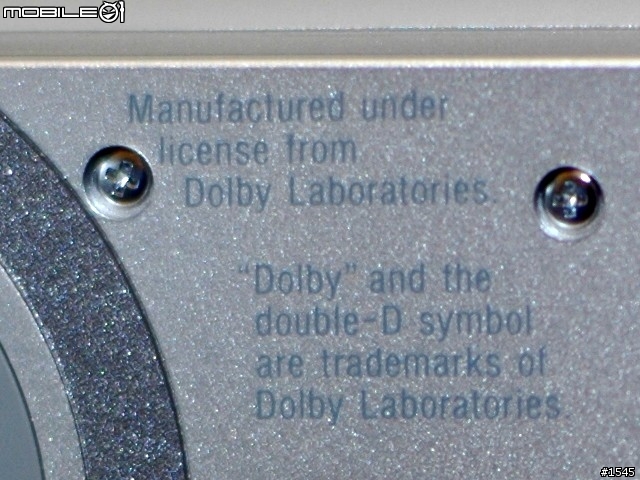 MOBILE01
Manufactured under
license from
Dolby Laboratories.
"Dolby" and the
double-D symbol
are trademarks of
Dolby Laboratories.
#1545